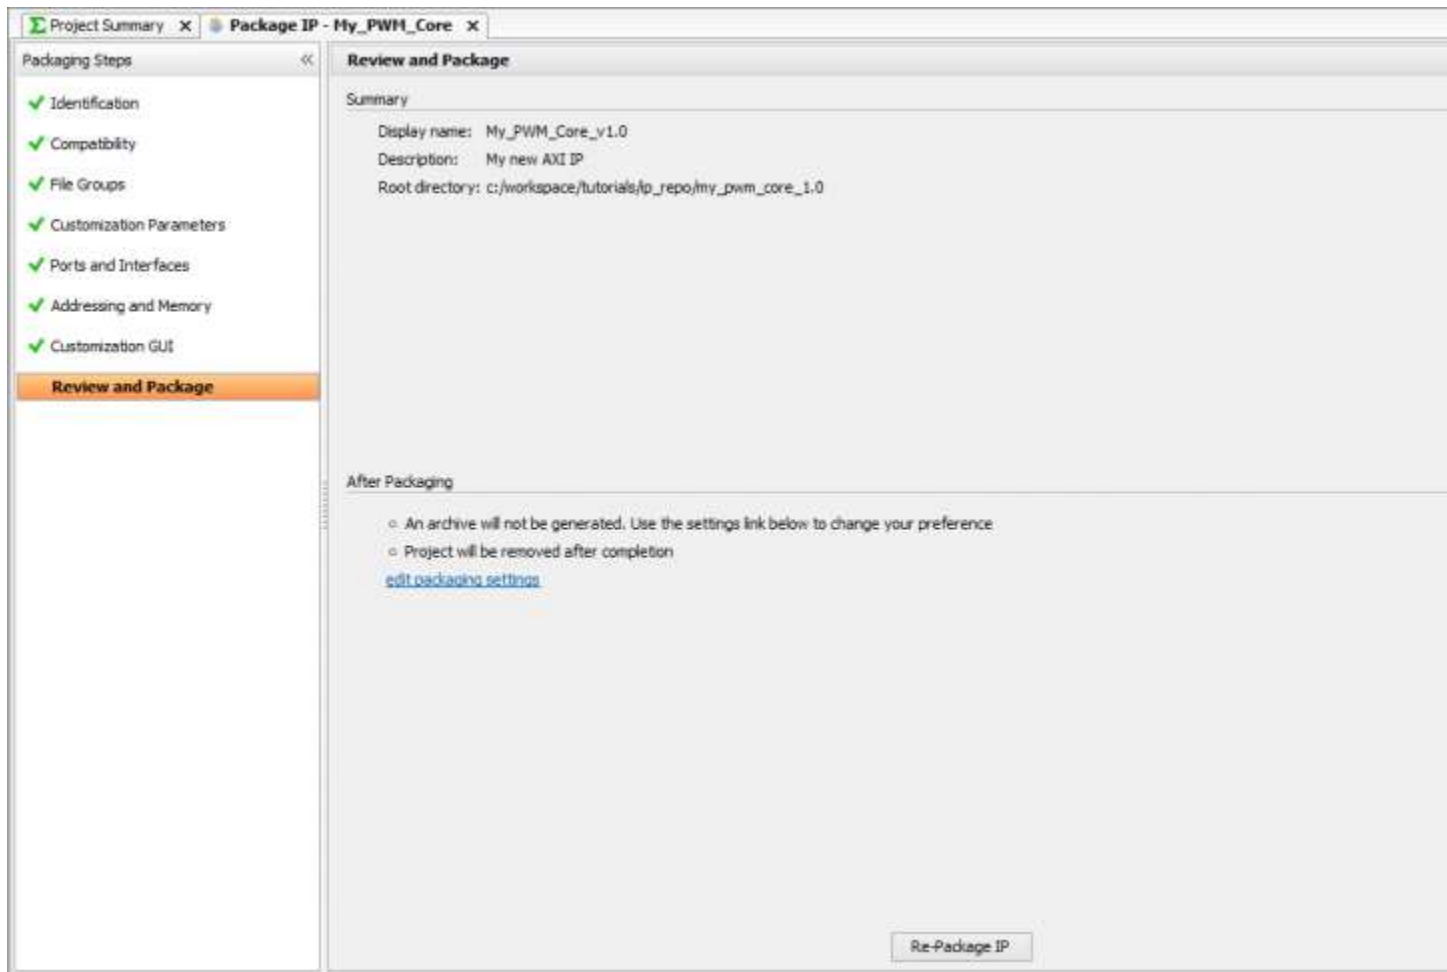 Project Summary
Package IP - My_PWM_Core
Packaging Steps
Review and Package
Identification
Compatibility
File Groups
Customization Parameters
Ports and Interfaces
Addressing and Memory
Customization GUI
Review and Package
Summary
Display name: My_PWM_Core_v1.0
Description: My new AXI IP
Root directory: c:/workspace/tutorials/ip_repo/my_pwm_core_1.0
After Packaging
An archive will not be generated. Use the settings link below to change your preference
Project will be removed after completion
edit packaging settings
Re-Package IP